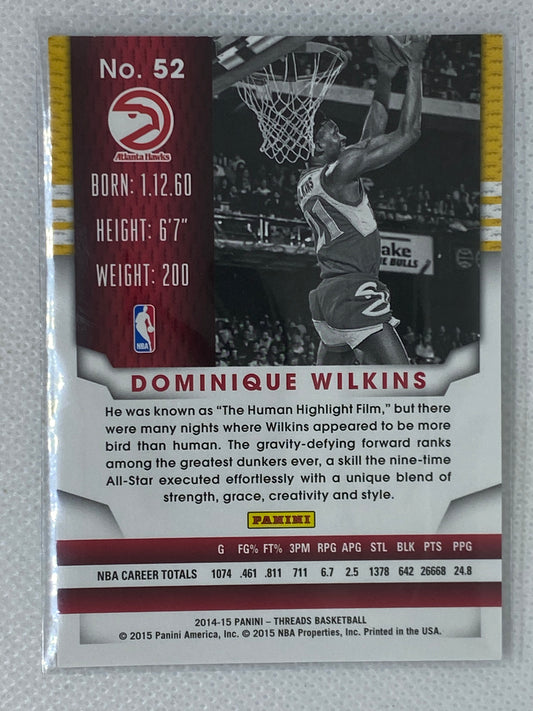 No. 52
Atlanta Hawks
BORN: 1.12.60
HEIGHT: 6'7"
WEIGHT: 200
NBA
ake
E BULLS
DOMINIQUE WILKINS
He was known as “The Human Highlight Film,” but there
were many nights where Wilkins appeared to be more
bird than human. The gravity-defying forward ranks
among the greatest dunkers ever, a skill the nine-time
All-Star executed effortlessly with a unique blend of
strength, grace, creativity and style.
PANINI
G FG% FT% 3PM RPG APG STL BLK PTS PPG
NBA CAREER TOTALS 1074 .461 .811 711 6.7 2.5 1378 642 26668 24.8
2014-15 PANINI – THREADS BASKETBALL
© 2015 Panini America, Inc. © 2015 NBA Properties, Inc. Printed in the USA.